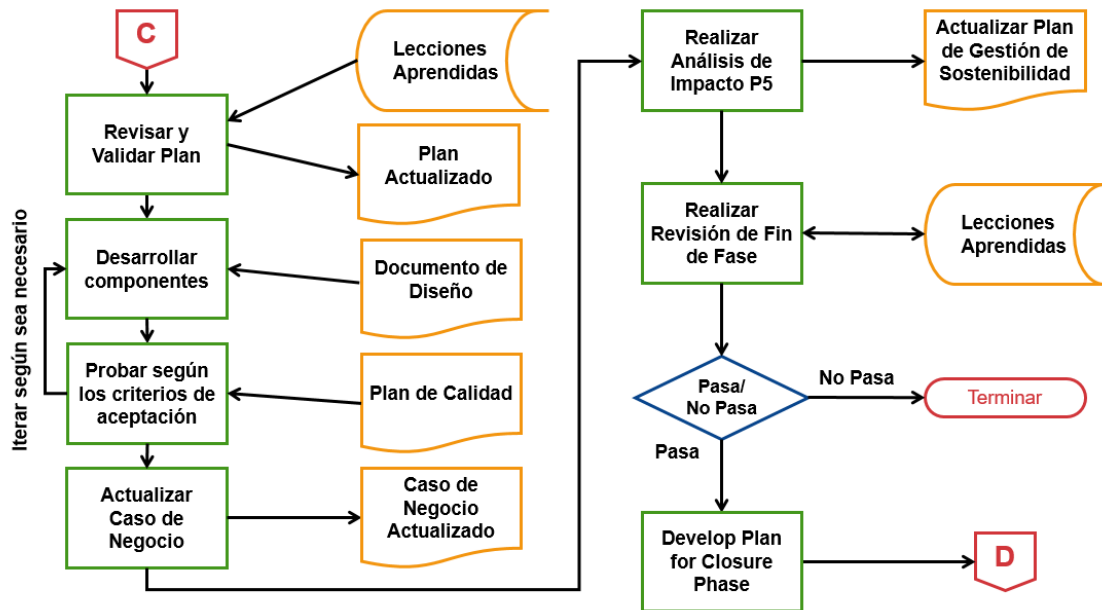 C
Lecciones
Aprendidas
Revisar y
Validar Plan
Plan
Actualizado
Iterar según sea necesario
Desarrollar
componentes
Documento de
Diseño
Probar según
los criterios de
aceptación
Plan de Calidad
Actualizar
Caso de
Negocio
Caso de
Negocio
Actualizado
Realizar
Análisis de
Impacto P5
Actualizar Plan
de Gestión de
Sostenibilidad
Realizar
Revisión de Fin
de Fase
Lecciones
Aprendidas
Pasa/
No Pasa
No Pasa
Terminar
Pasa
Develop Plan
for Closure
Phase
D